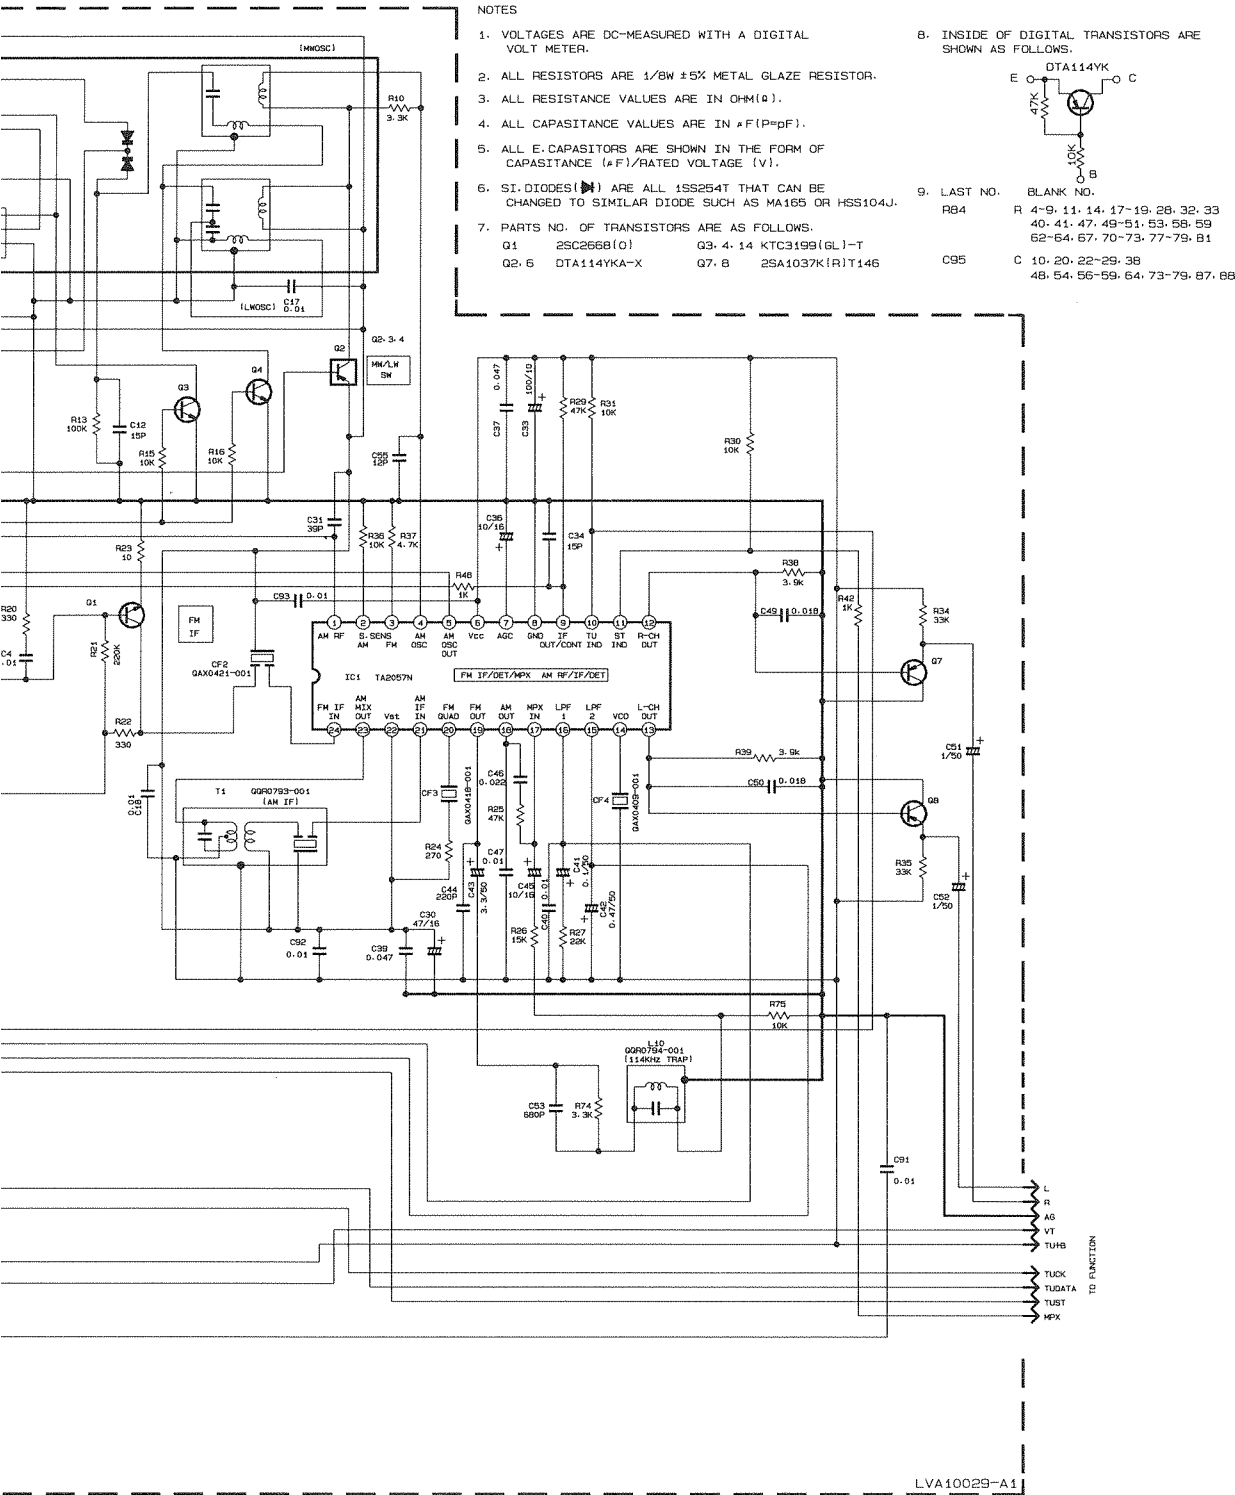 NOTES
1. VOLTAGES ARE DC-MEASURED WITH A DIGITAL
VOLT METER.
2. ALL RESISTORS ARE 1/8W ±5% METAL GLAZE RESISTOR.
3. ALL RESISTANCE VALUES ARE IN OHM(Ω).
4. ALL CAPASITANCE VALUES ARE IN μF(P=pF).
5. ALL E.CAPASITORS ARE SHOWN IN THE FORM OF
CAPASITANCE (μF)/RATED VOLTAGE (V).
6. SI.DIODES( ) ARE ALL 1SS254T THAT CAN BE
CHANGED TO SIMILAR DIODE SUCH AS MA165 OR HSS104J.
7. PARTS NO. OF TRANSISTORS ARE AS FOLLOWS.
Q1 2SC2668(O) Q3.4.14 KTC3199(GL)-T
Q2.6 DTA114YKA-X Q7.8 2SA1037K(R)T146
8. INSIDE OF DIGITAL TRANSISTORS ARE
SHOWN AS FOLLOWS.
DTA114YK
E C
47K
10K
B
9. LAST NO. BLANK NO.
R84 R 4~9.11.14.17~19.28.32.33
40.41.47.49~51.53.58.59
62~64.67.70~73.77~79.81
C95 C 10.20.22~29.38
48.54.56~59.64.73~79.87.88
(MWOSC)
R10
3.3K
(LWOSC)
C17
0.01
Q2.3.4
MW/LW
SW
Q2
Q4
Q3
R13
100K
C12
15P
R15
10K
R16
10K
C55
12P
0.047
C37
100/10
C33
R29
47K
R31
10K
R30
10K
C31
39P
R36
10K
R37
4.7K
C36
10/16
C34
15P
R23
10
R48
1K
C93 0.01
R38
3.9K
C49 0.018
R42
1K
R34
33K
R20
330
Q1
R21
220K
C4
.01
FM
IF
CF2
QAX0421-001
R22
330
1 2 3 4 5 6 7 8 9 10 11 12
AM RF
S.SENS
AM
FM
AM
OSC
AM
OSC
OUT
Vcc
AGC
GND
IF
OUT/CONT
TU
IND
ST
IND
R-CH
OUT
IC1 TA2057N
FM IF/DET/MPX AM RF/IF/DET
FM IF
IN
AM
MIX
OUT
Vst
AM
IF
IN
FM
QUAD
FM
OUT
AM
OUT
MPX
IN
LPF
1
LPF
2
VCO
L-CH
OUT
24 23 22 21 20 19 18 17 16 15 14 13
Q7
R39 3.9k
C50 0.018
C51
1/50
Q8
R35
33K
C52
1/50
0.01
C18
T1 QQR0793-001
(AM IF)
CF3
QAX0418-001
C46
0.022
R25
47K
CF4
QAX0409-001
R24
270
C47
0.01
C44
220P
C43
3.3/50
C45
10/16
C40 0.01
C41
0.1/50
C42
0.47/50
C30
47/16
R26
15K
R27
22K
C92
0.01
C39
0.047
R75
10K
L10
QQR0794-001
(114KHz TRAP)
C53
680P
R74
3.3K
C91
0.01
L
R
AG
VT
TU+B
TUCK
TUDATA
TUST
MPX
TO FUNCTION
LVA10029-A1